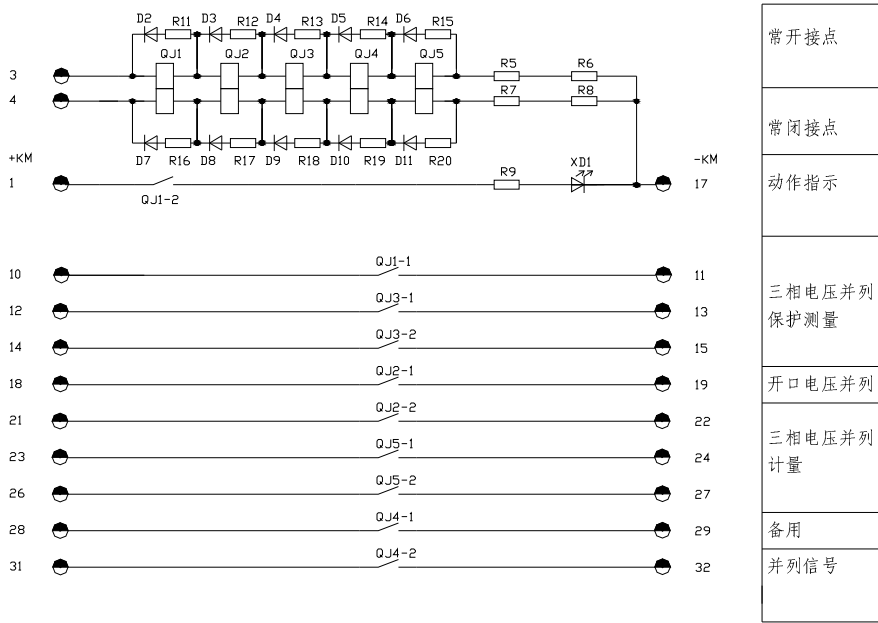 D2 R11 D3 R12 D4 R13 D5 R14 D6 R15
常开接点
QJ1 QJ2 QJ3 QJ4 QJ5
3 R5 R6
4 R7 R8
常闭接点
D7 R16 D8 R17 D9 R18 D10 R19 D11 R20
+KM R9 XD1 -KM
1 17 动作指示
QJ1-2
QJ1-1
10 11
三相电压并列
QJ3-1
12 13
保护测量
QJ3-2
14 15
QJ2-1
18 19 开口电压并列
QJ2-2
21 22
三相电压并列
QJ5-1
23 24
计量
QJ5-2
26 27
QJ4-1
28 29 备用
QJ4-2
31 32 并列信号